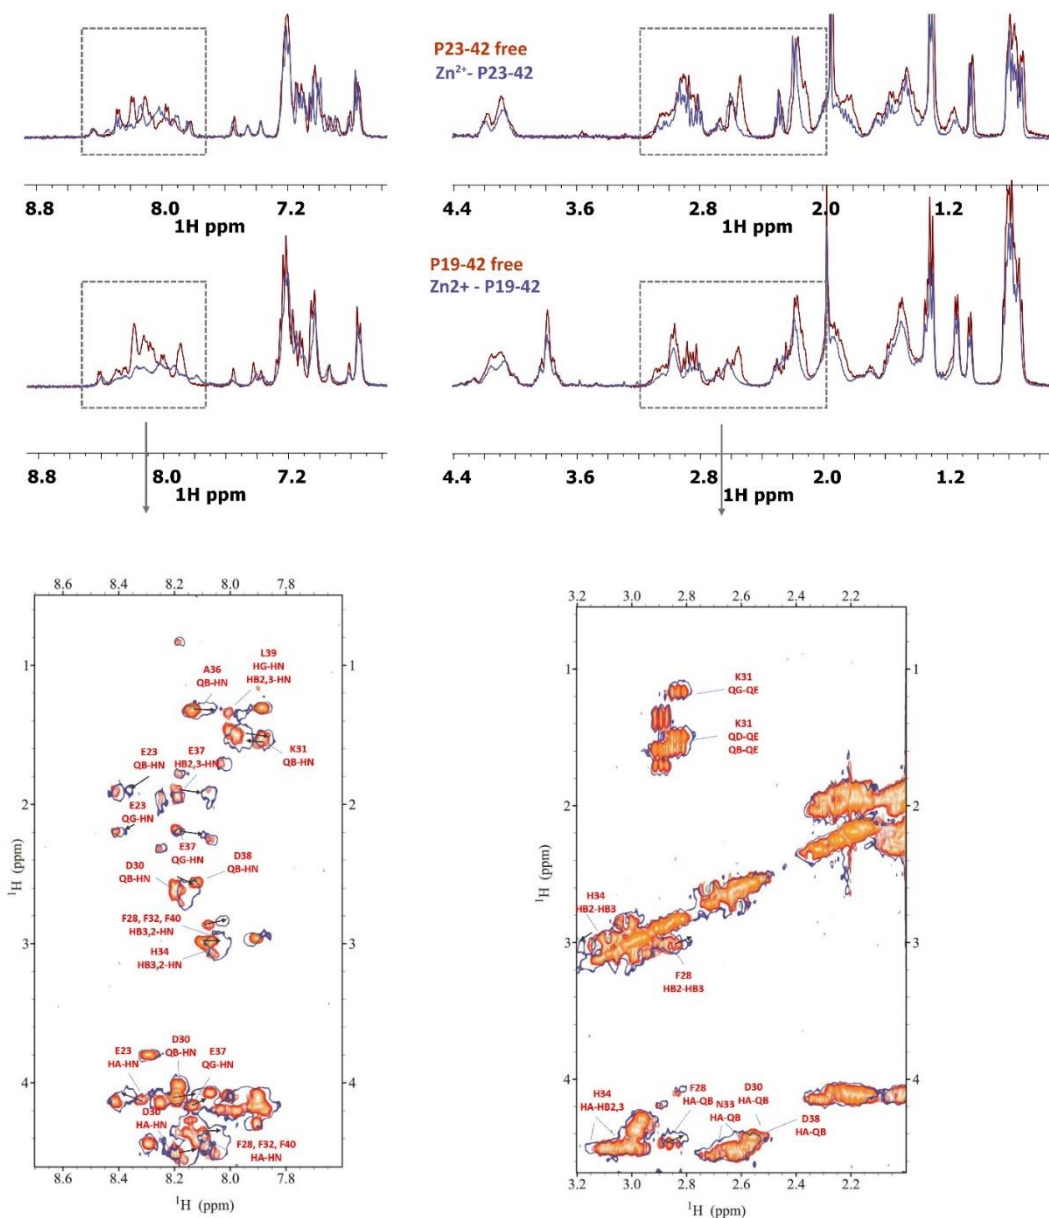 P23-42 free
Zn²⁺- P23-42
8.8 8.0 7.2
1H ppm
4.4 3.6 2.8 2.0 1.2
1H ppm
P19-42 free
Zn2+ - P19-42
8.8 8.0 7.2
1H ppm
4.4 3.6 2.8 2.0 1.2
1H ppm
8.6 8.4 8.2 8.0 7.8
1
2
3
4
¹H (ppm)
L39
HG-HN
HB2,3-HN
A36
QB-HN
K31
QB-HN
E23
QB-HN
E37
HB2,3-HN
E23
QG-HN
E37
QG-HN
D30
QB-HN
D38
QB-HN
F28, F32, F40
HB3,2-HN
H34
HB3,2-HN
D30
QB-HN
E23
HA-HN
E37
QG-HN
D30
HA-HN
F28, F32, F40
HA-HN
8.6 8.4 8.2 8.0 7.8
¹H (ppm)
3.2 3.0 2.8 2.6 2.4 2.2
1
2
3
4
¹H (ppm)
K31
QG-QE
K31
QD-QE
QB-QE
H34
HB2-HB3
F28
HB2-HB3
H34
HA-HB2,3
F28
HA-QB
N33
HA-QB
D30
HA-QB
D38
HA-QB
3.2 3.0 2.8 2.6 2.4 2.2
¹H (ppm)